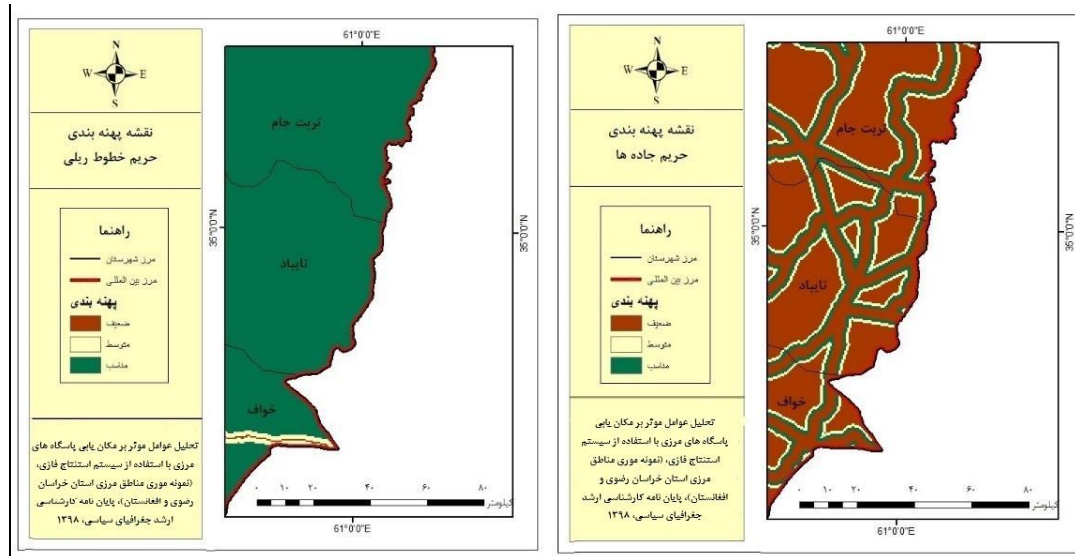 N
W E
S
نقشه پهنه بندی
حریم خطوط ریلی
راهنما
مرز شهرستان
مرز بین المللی
پهنه بندی
ضعیف
متوسط
مناسب
تحلیل عوامل موثر بر مکان یابی پاسگاه های
مرزی با استفاده از سیستم استنتاج فازی،
(نمونه موری مناطق مرزی استان خراسان
رضوی و افغانستان)، پایان نامه کارشناسی
ارشد جغرافیای سیاسی، ۱۳۹۸
61°0'0"E
تربت جام
35°0'0"N
35°0'0"N
تایباد
خواف
۰ ۱۰ ۲۰ ۴۰ ۶۰ ۸۰
کیلومتر
61°0'0"E
N
W E
S
نقشه پهنه بندی
حریم جاده ها
راهنما
مرز شهرستان
مرز بین المللی
پهنه بندی
ضعیف
متوسط
مناسب
تحلیل عوامل موثر بر مکان یابی
پاسگاه های مرزی با استفاده از سیستم
استنتاج فازی، (نمونه موری مناطق
مرزی استان خراسان رضوی و
افغانستان)، پایان نامه کارشناسی ارشد
جغرافیای سیاسی، ۱۳۹۸
61°0'0"E
تربت جام
35°0'0"N
35°0'0"N
تایباد
خواف
۰ ۱۰ ۲۰ ۴۰ ۶۰ ۸۰
کیلومتر
61°0'0"E